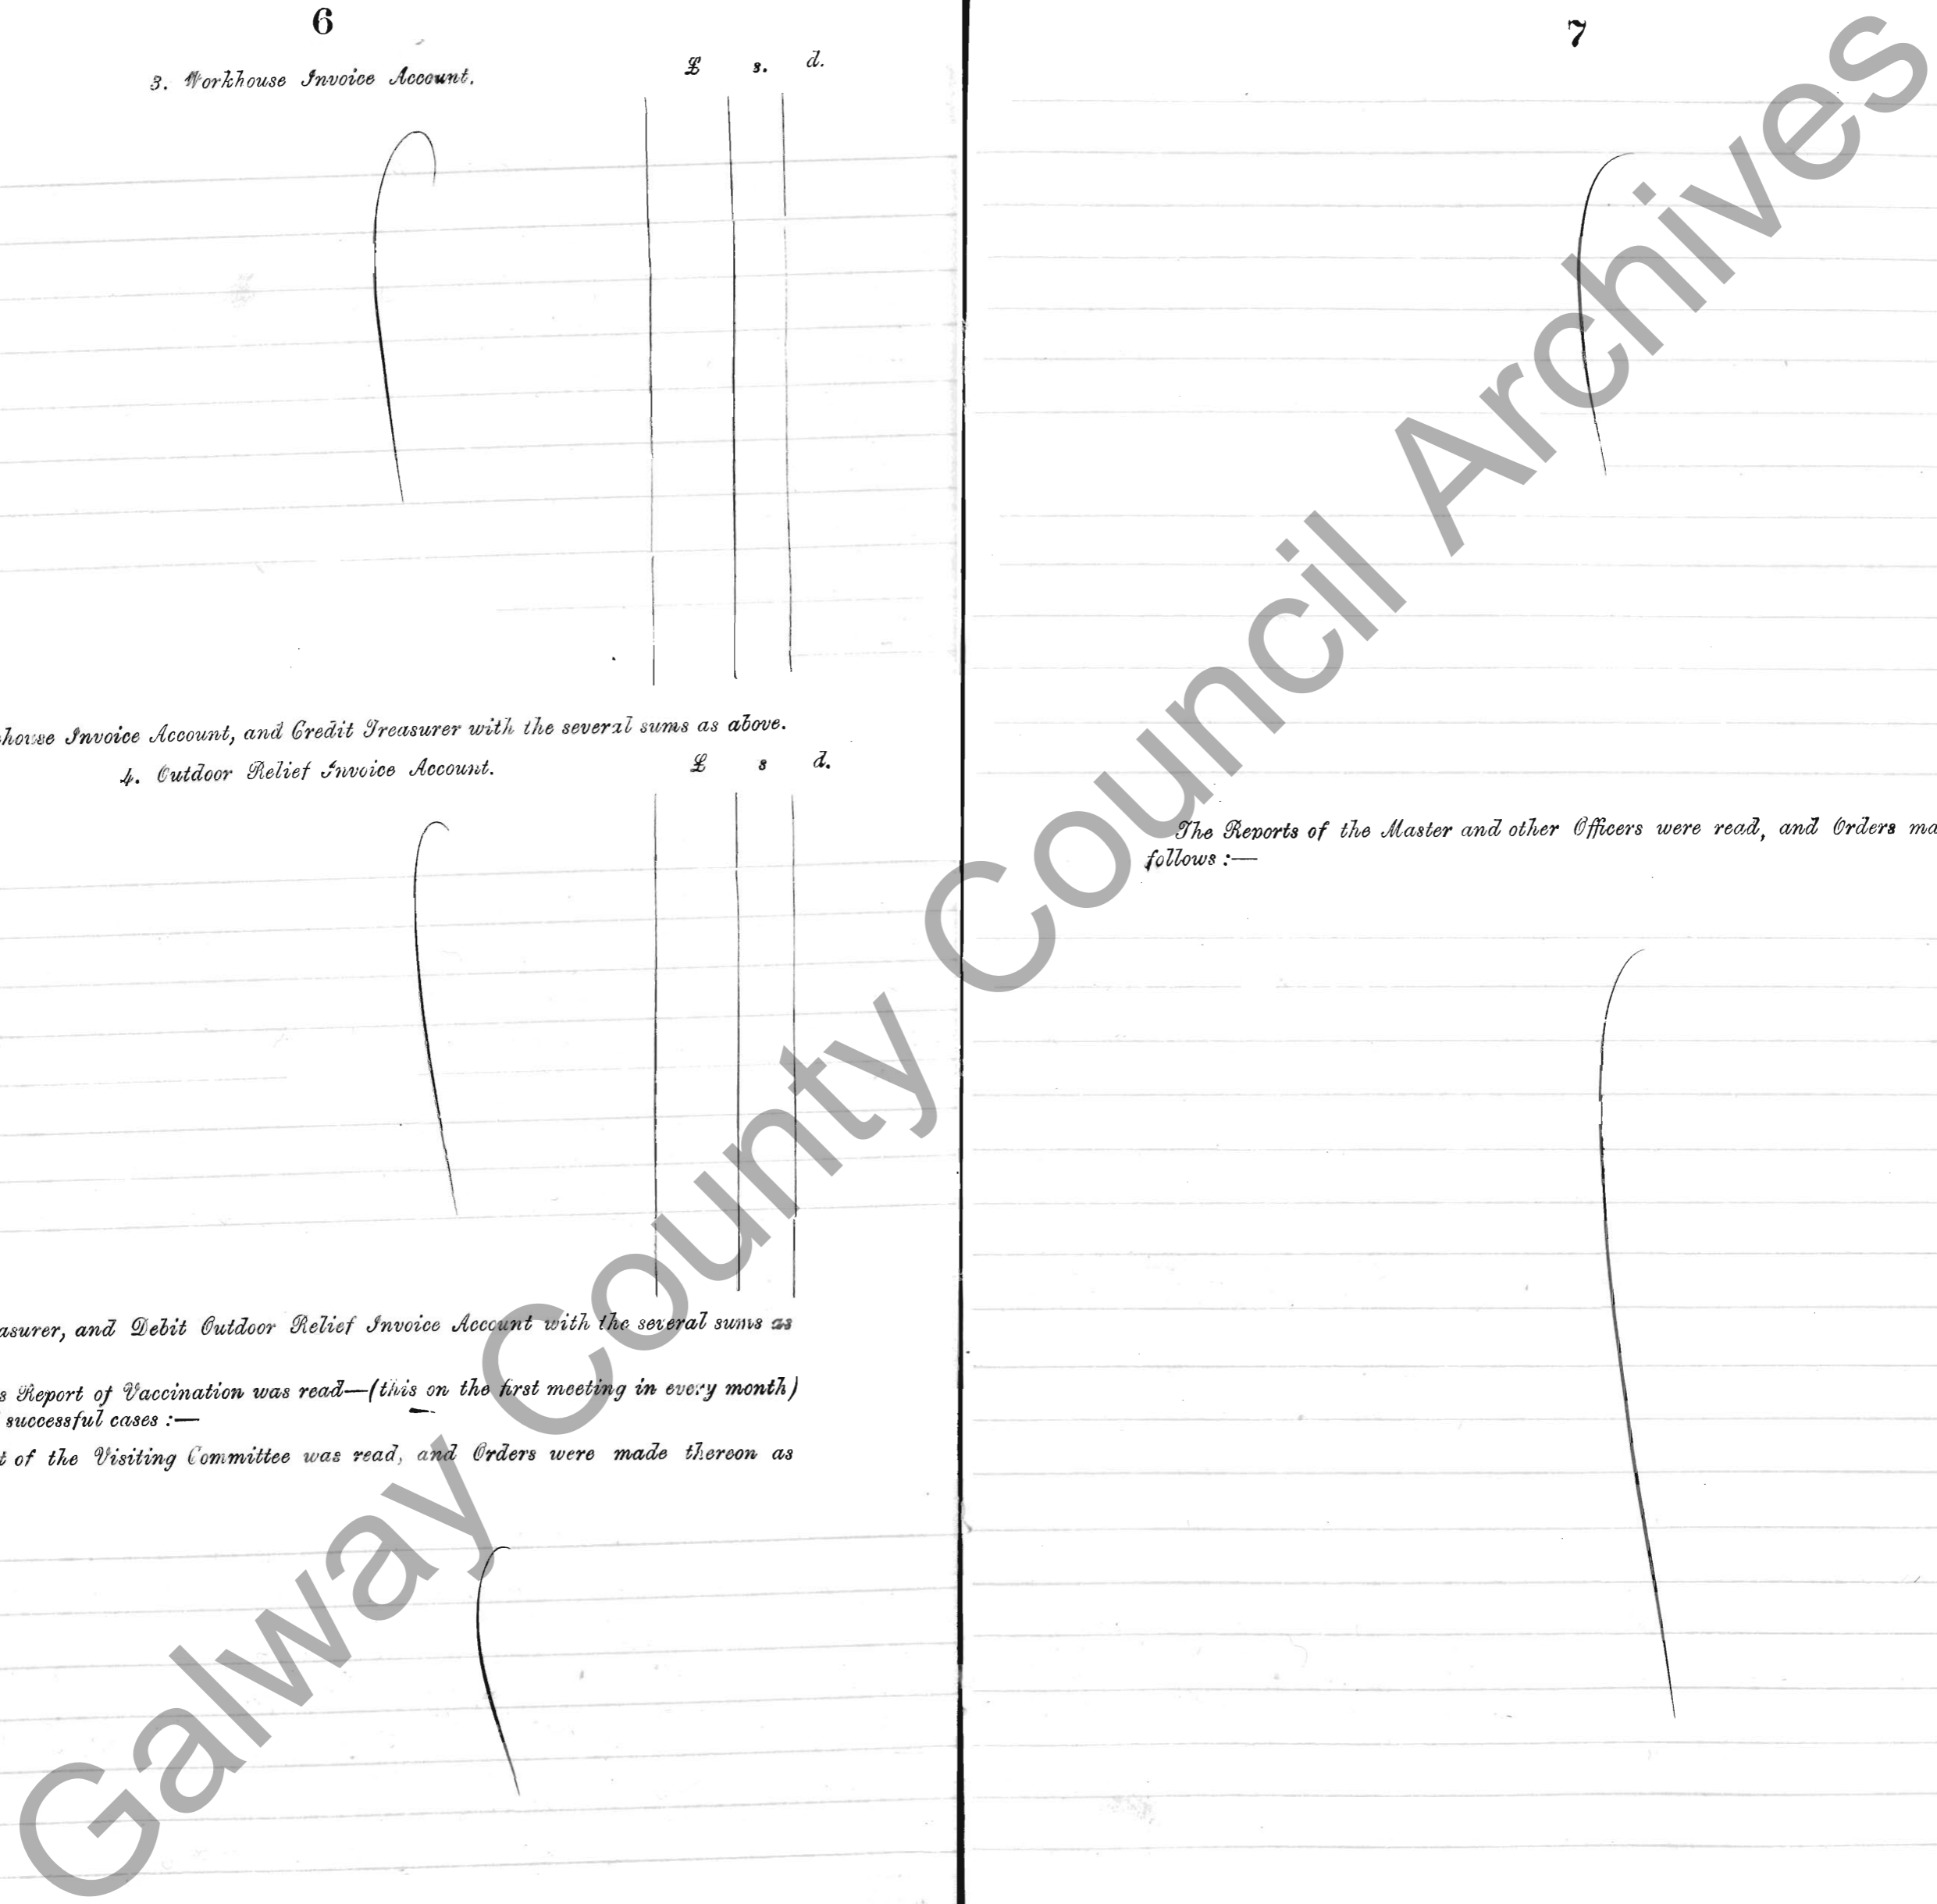 6
3. Workhouse Invoice Account. £ s. d.
house Invoice Account, and Credit Treasurer with the several sums as above.
4. Outdoor Relief Invoice Account. £ s d.
asurer, and Debit Outdoor Relief Invoice Account with the several sums as
s Report of Vaccination was read—(this on the first meeting in every month)
successful cases :—
t of the Visiting Committee was read, and Orders were made thereon as
7
The Reports of the Master and other Officers were read, and Orders ma
follows :—
Galway County Council Archives